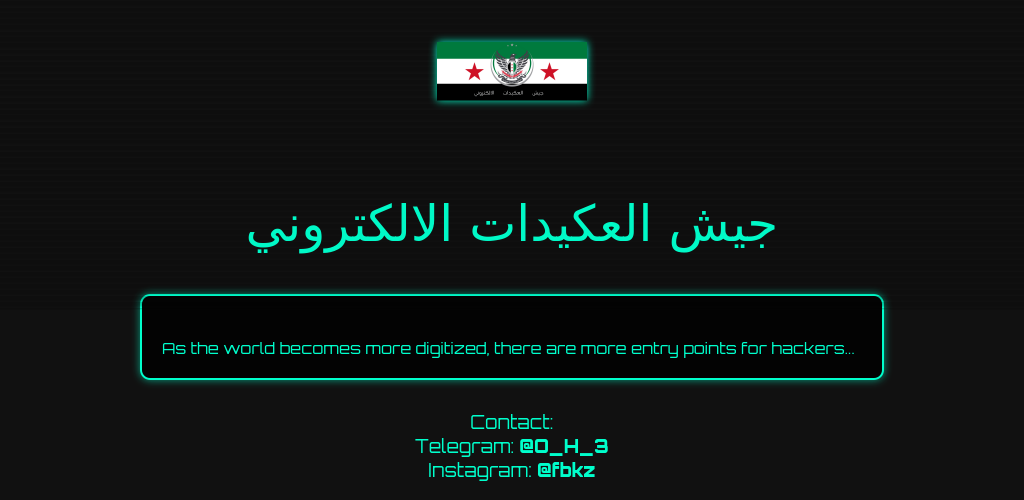 جيش العكيدات الالكتروني
جيش العكيدات الالكتروني
As the world becomes more digitized, there are more entry points for hackers...
Contact:
Telegram: @O_H_3
Instagram: @fbkz